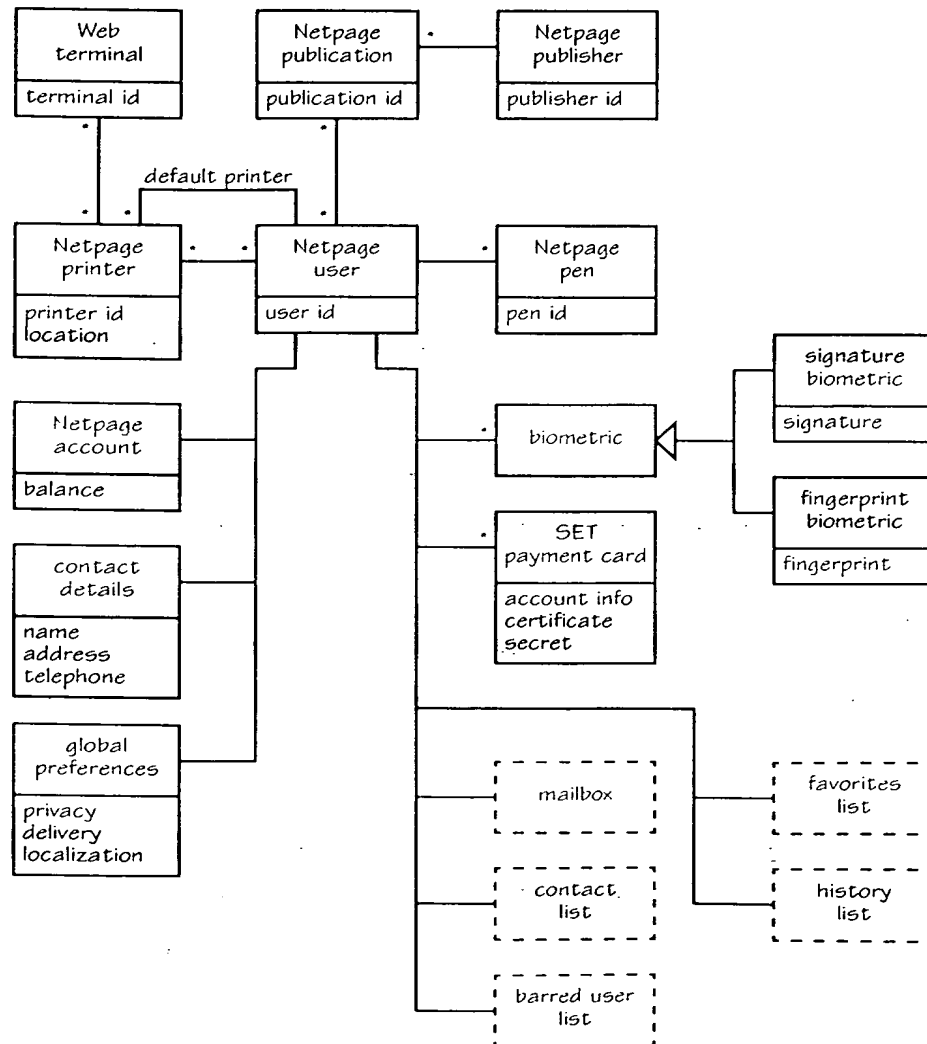 Web
terminal
terminal id
Netpage
publication
publication id
Netpage
publisher
publisher id
default printer
Netpage
printer
printer id
location
Netpage
user
user id
Netpage
pen
pen id
Netpage
account
balance
biometric
signature
biometric
signature
fingerprint
biometric
fingerprint
SET
payment card
account info
certificate
secret
contact
details
name
address
telephone
global
preferences
privacy
delivery
localization
mailbox
favorites
list
contact
list
history
list
barred user
list